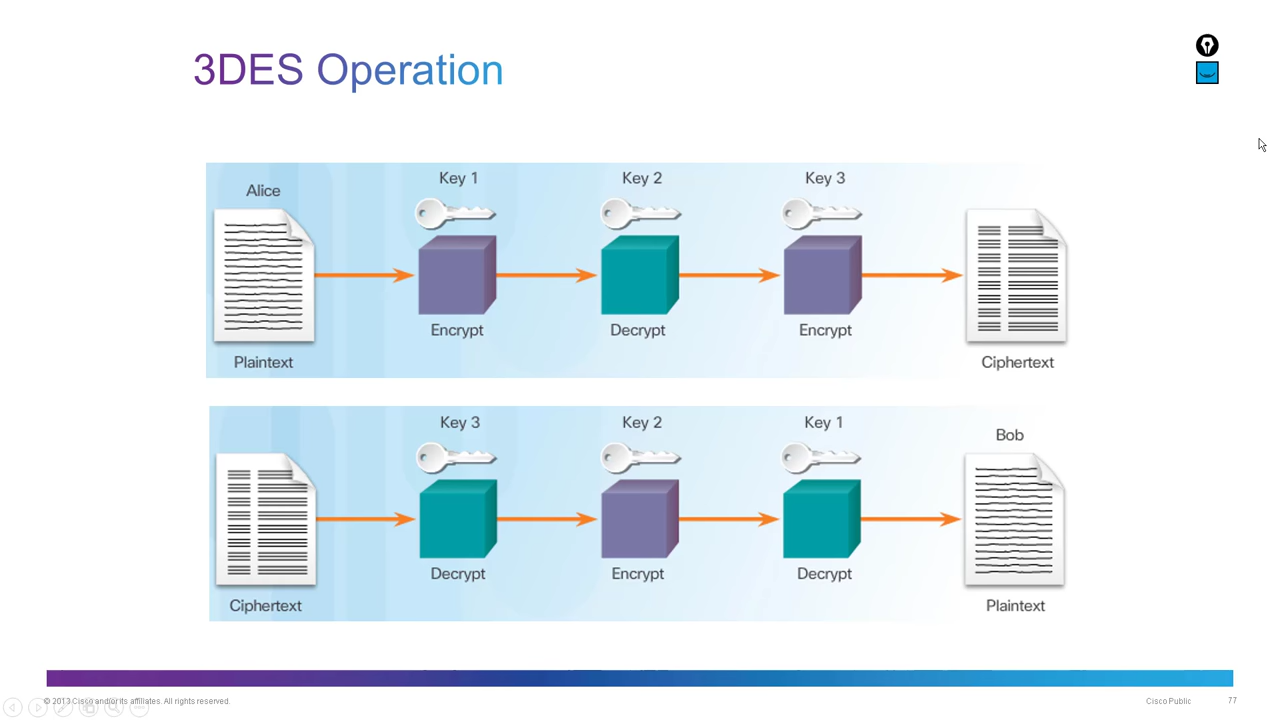 3DES Operation
Key 1 Key 2 Key 3
Alice
Encrypt Decrypt Encrypt
Plaintext Ciphertext
Key 3 Key 2 Key 1
Bob
Decrypt Encrypt Decrypt
Ciphertext Plaintext
© 2013 Cisco and/or its affiliates. All rights reserved. Cisco Public 77